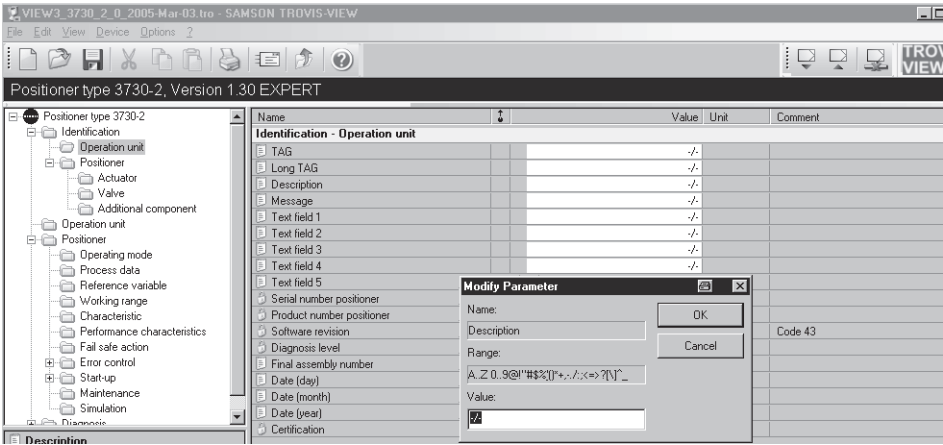 VIEW3_3730_2_0_2005-Mar-03.tro - SAMSON TROVIS-VIEW
File Edit View Device Options ?
TROV
VIEW
Positioner type 3730-2, Version 1.30 EXPERT
Positioner type 3730-2
Identification
Operation unit
Positioner
Actuator
Valve
Additional component
Operation unit
Positioner
Operating mode
Process data
Reference variable
Working range
Characteristic
Performance characteristics
Fail safe action
Error control
Start-up
Maintenance
Simulation
Diagnosis
Description
Name Value Unit Comment
Identification - Operation unit
TAG -/-
Long TAG -/-
Description -/-
Message -/-
Text field 1 -/-
Text field 2 -/-
Text field 3 -/-
Text field 4 -/-
Text field 5
Serial number positioner
Product number positioner
Software revision Code 43
Diagnosis level
Final assembly number
Date (day)
Date (month)
Date (year)
Certification
Modify Parameter
Name:
Description
Range:
Value:
-/-
OK
Cancel